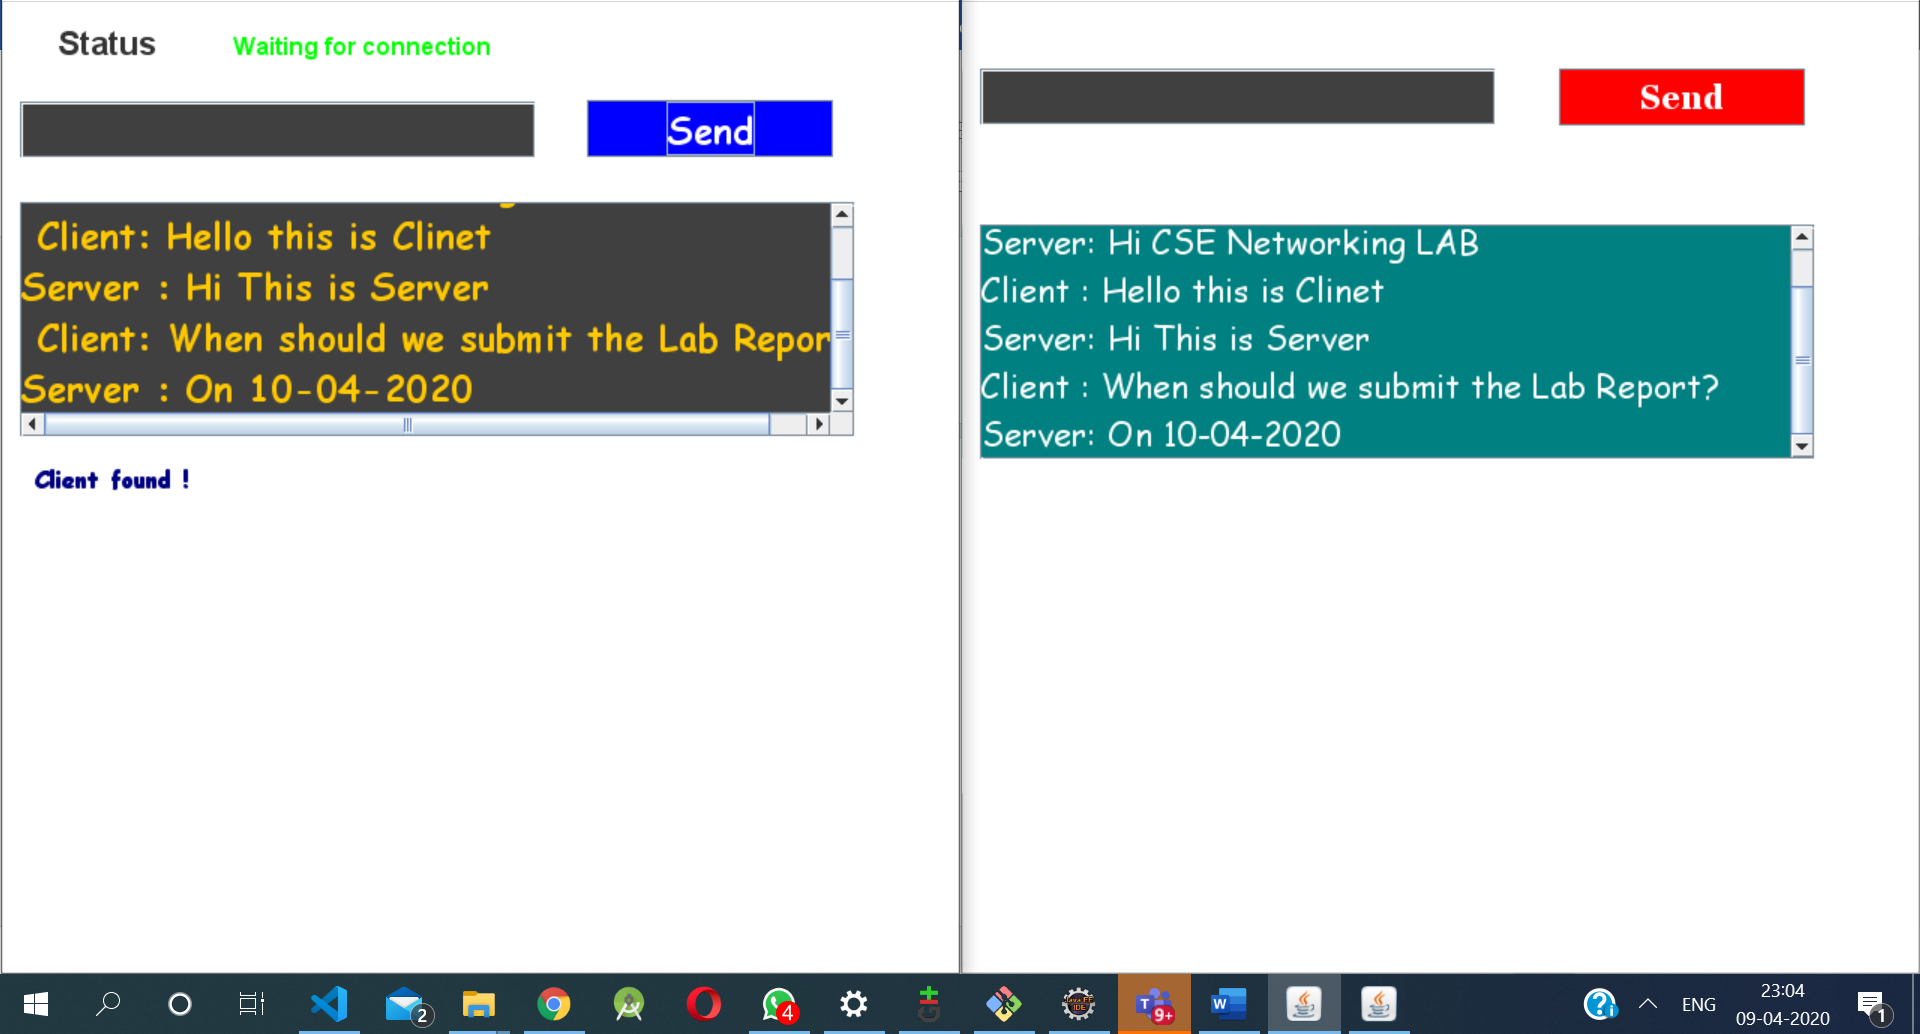 Status
Waiting for connection
Send
Client: Hello this is Clinet
Server : Hi This is Server
Client: When should we submit the Lab Repor
Server : On 10-04-2020
Client found !
Send
Server: Hi CSE Networking LAB
Client : Hello this is Clinet
Server: Hi This is Server
Client : When should we submit the Lab Report?
Server: On 10-04-2020
2
4
Java EE
IDE
T
9+
W
ENG
23:04
09-04-2020
1